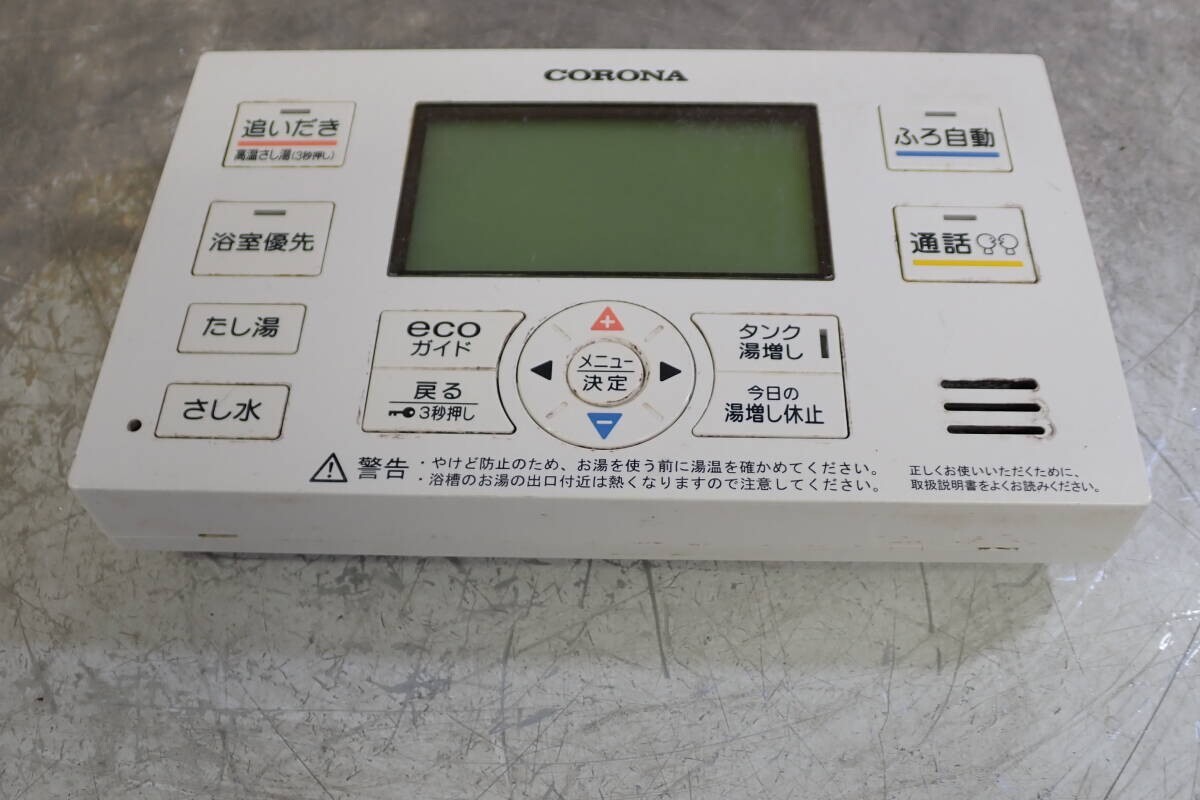 CORONA
追いだき
高温さし湯(3秒押し)
ふろ自動
浴室優先
通話
たし湯
さし水
eco
ガイド
戻る
3秒押し
+
メニュー
決定
−
タンク
湯増し
今日の
湯増し休止
警告
・やけど防止のため、お湯を使う前に湯温を確かめてください。
・浴槽のお湯の出口付近は熱くなりますので注意してください。
正しくお使いいただくために、
取扱説明書をよくお読みください。